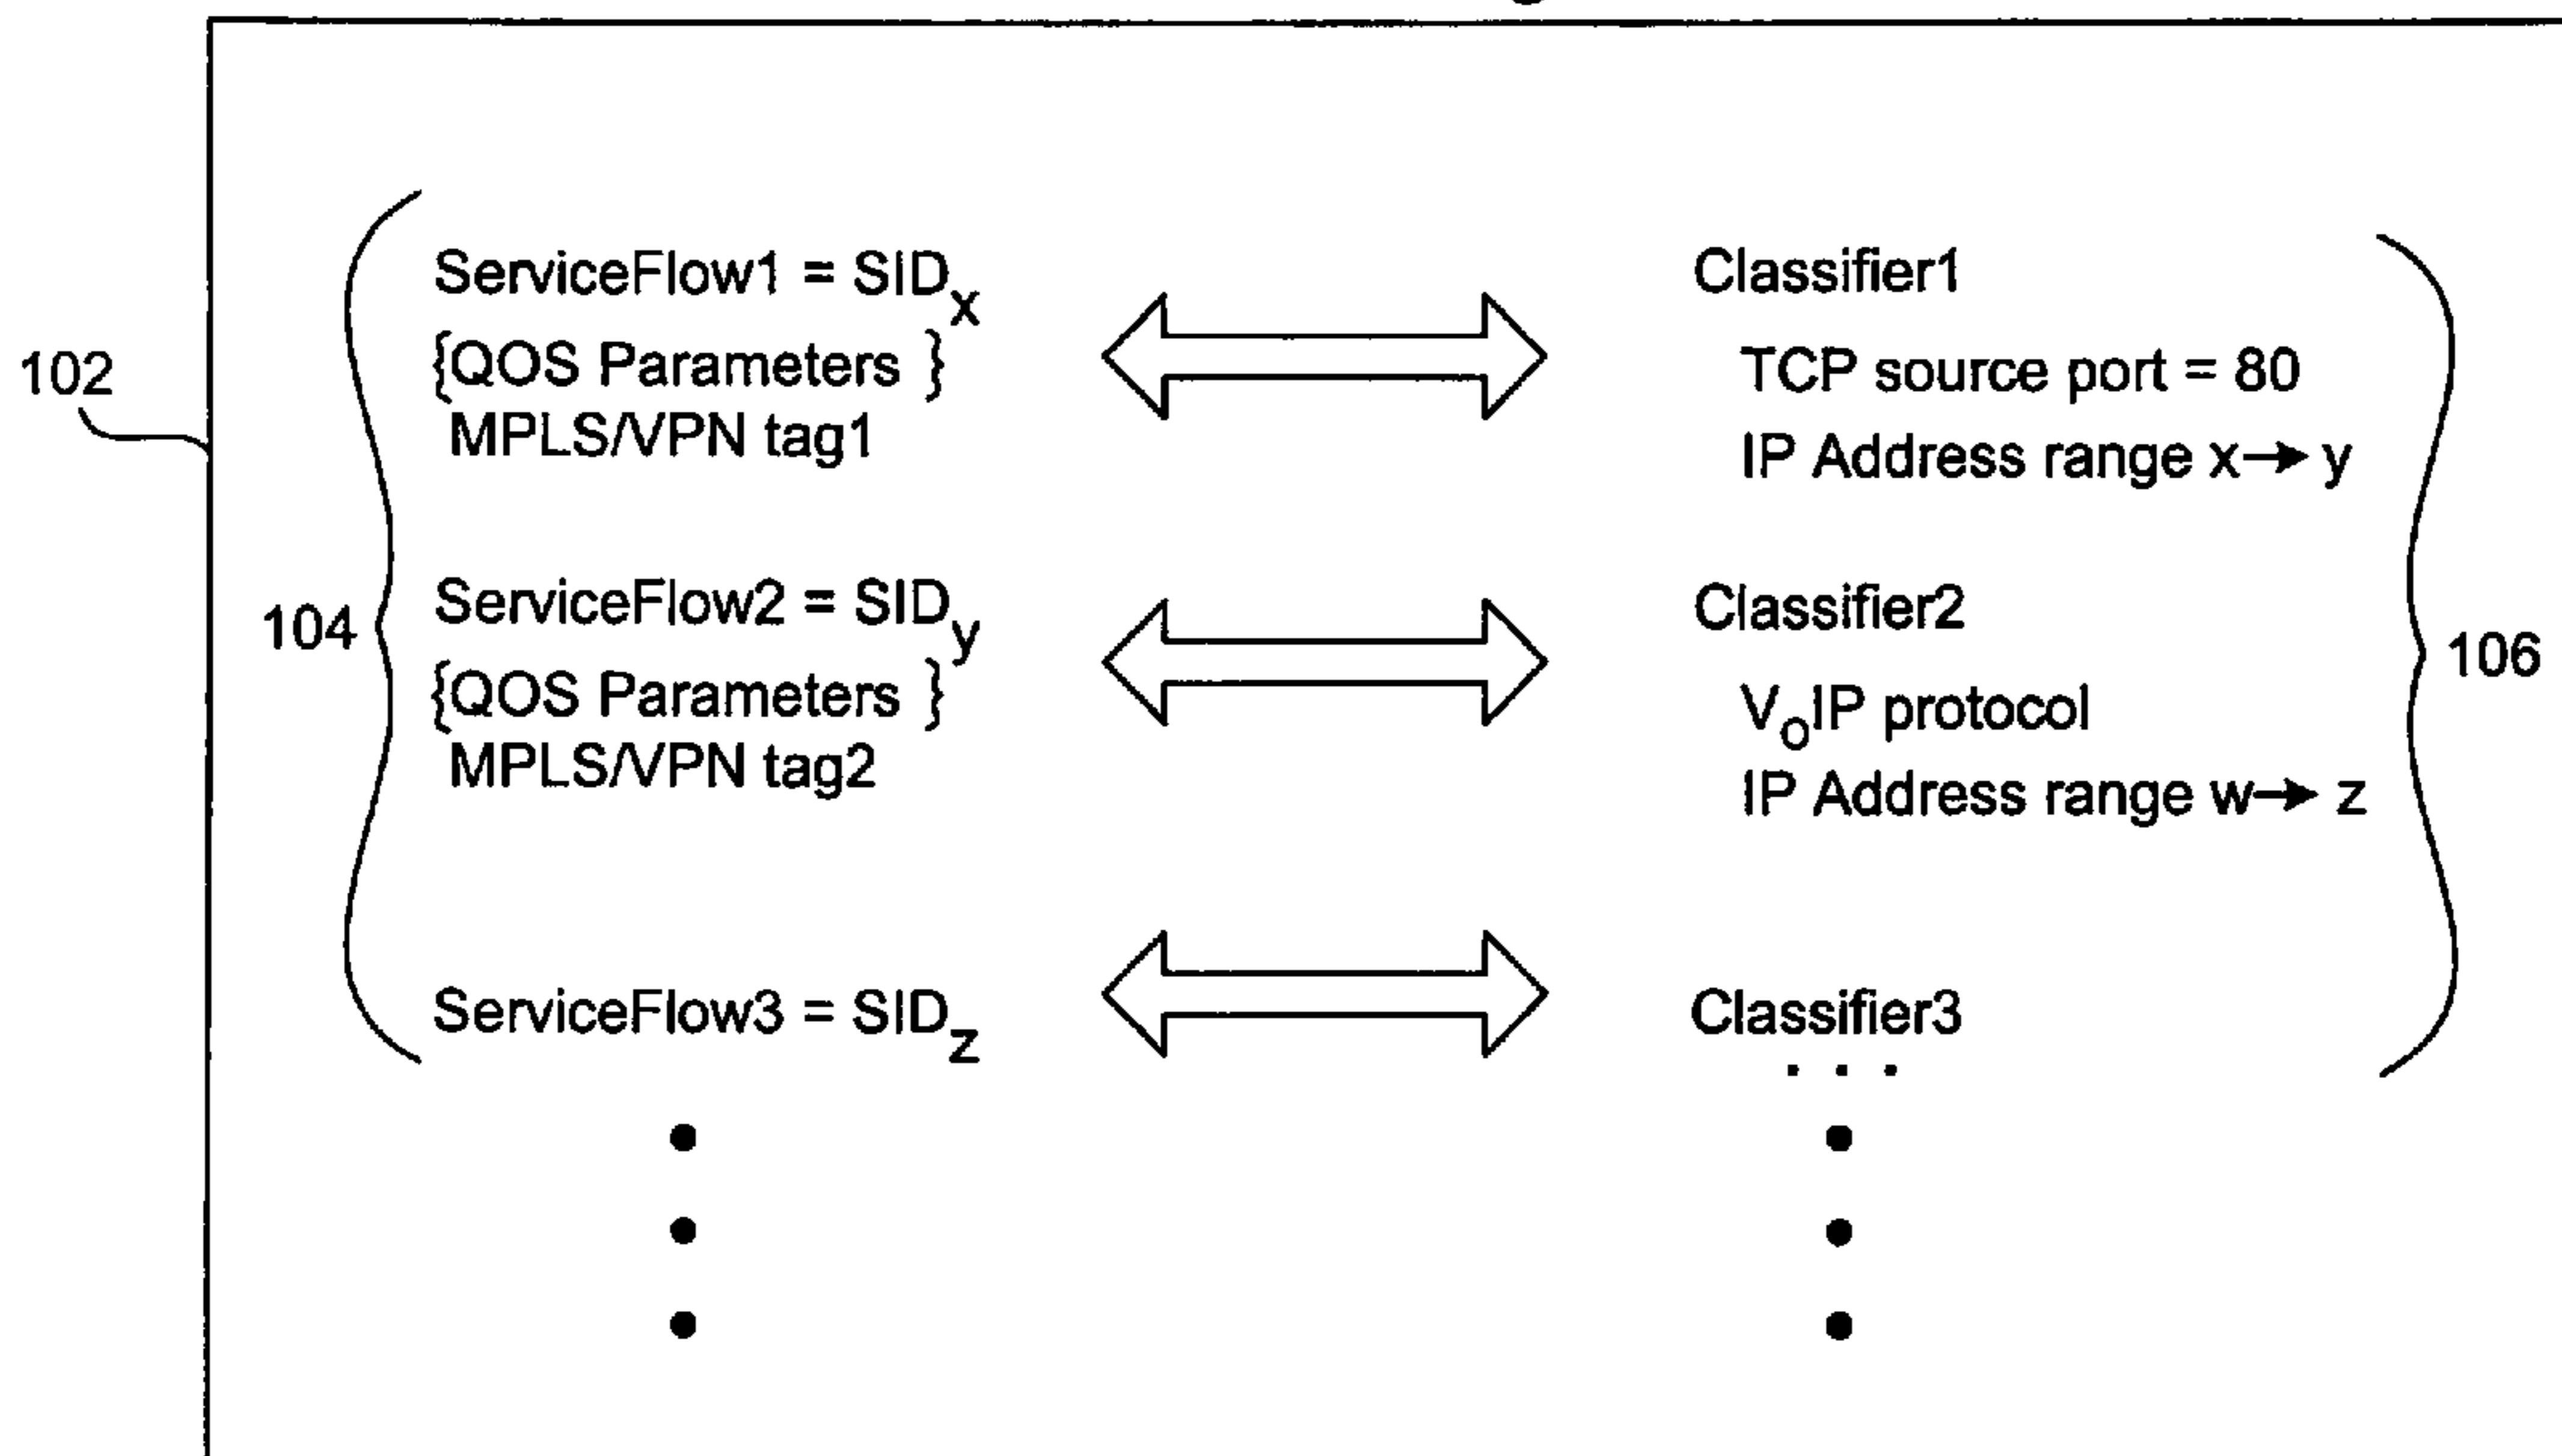 ServiceFlow1 = SIDx
{QOS Parameters }
MPLS/VPN tag1
Classifier1
TCP source port = 80
IP Address range x→ y
102
104
ServiceFlow2 = SIDy
{QOS Parameters }
MPLS/VPN tag2
Classifier2
VoIP protocol
IP Address range w→ z
106
ServiceFlow3 = SIDz
Classifier3
. . .